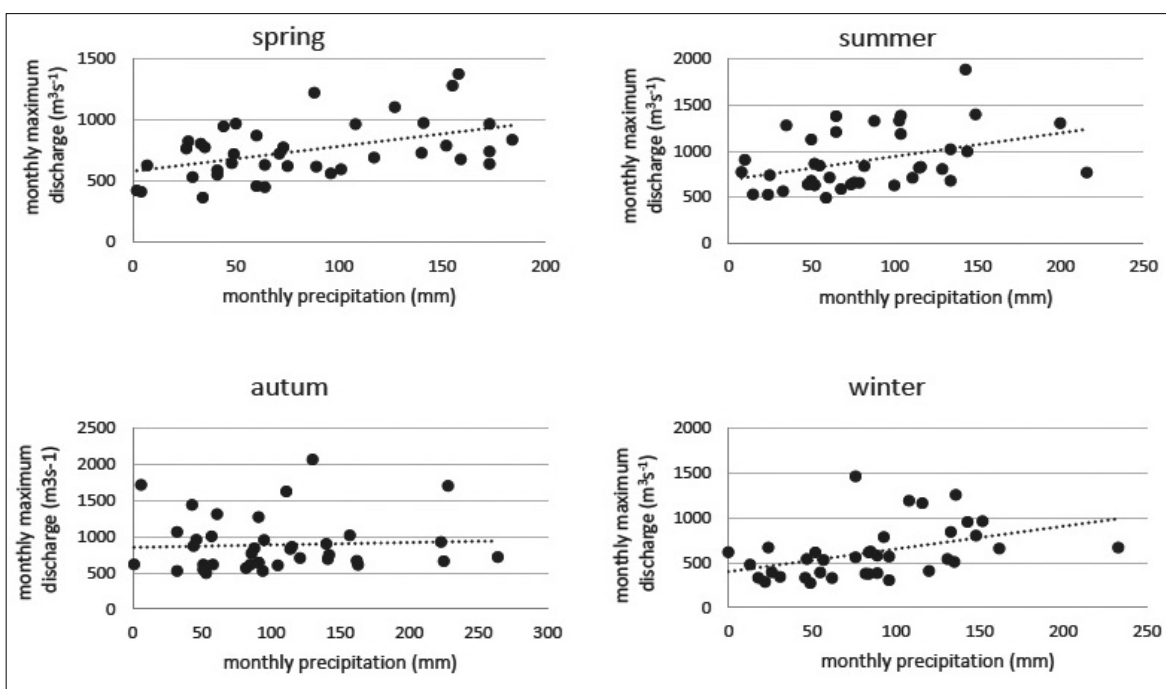 spring
monthly maximum
discharge (m³s⁻¹)
1500
1000
500
0
0 50 100 150 200
monthly precipitation (mm)
summer
monthly maximum
discharge (m³s⁻¹)
2000
1500
1000
500
0
0 50 100 150 200 250
monthly precipitation (mm)
autum
monthly maximum
discharge (m3s-1)
2500
2000
1500
1000
500
0
0 50 100 150 200 250 300
monthly precipitation (mm)
winter
monthly maximum
discharge (m³s⁻¹)
2000
1500
1000
500
0
0 50 100 150 200 250
monthly precipitation (mm)